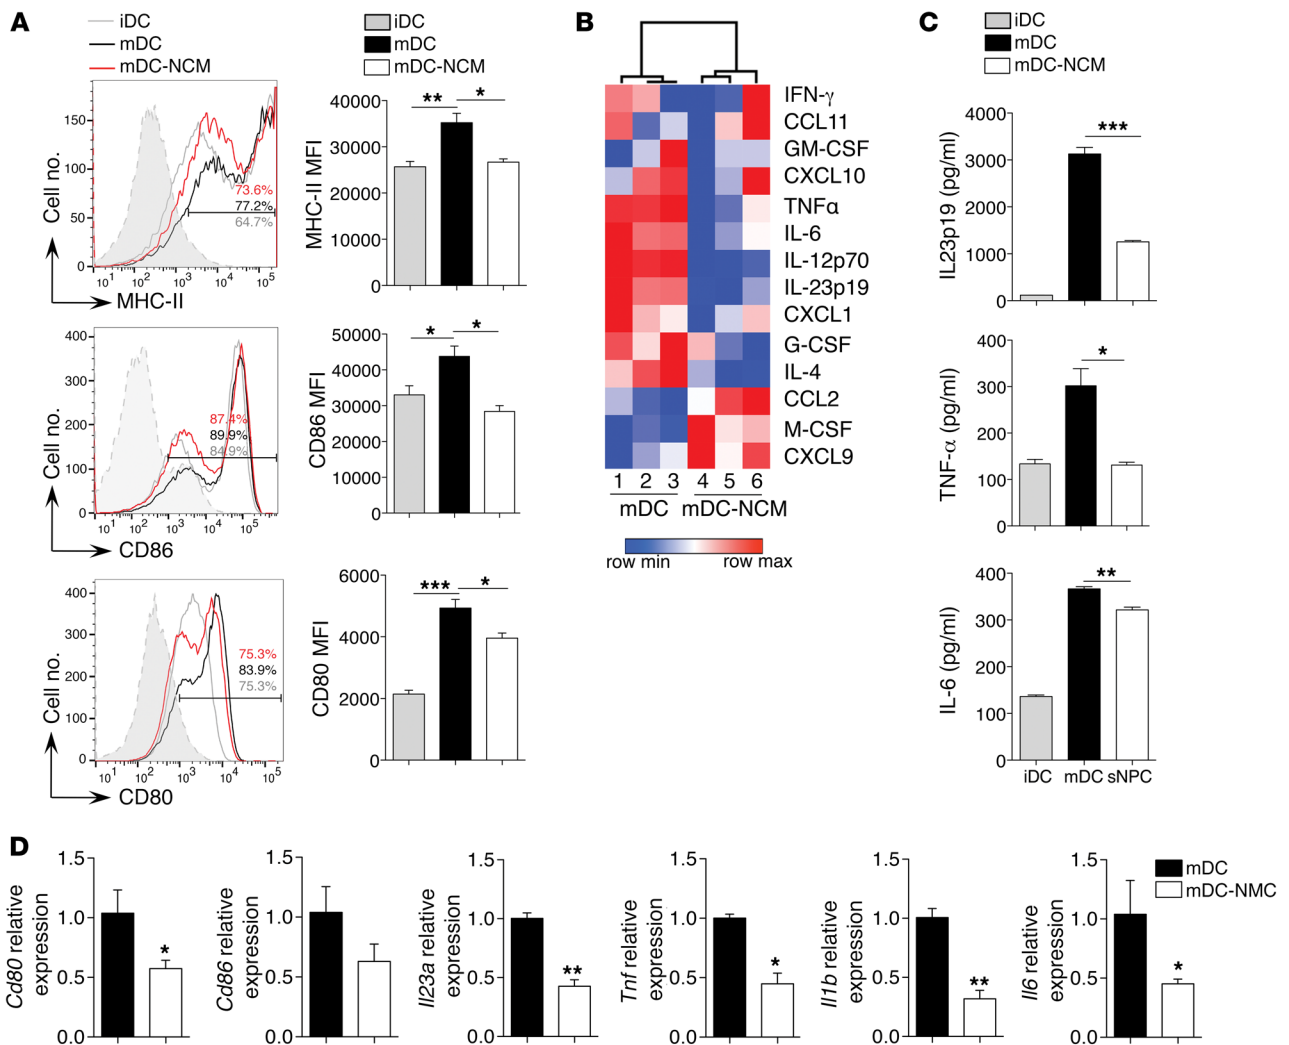 A
iDC
mDC
mDC-NCM
Cell no.
150
100
50
0
73.6%
77.2%
64.7%
10¹ 10² 10³ 10⁴ 10⁵
MHC-II
iDC
mDC
mDC-NCM
MHC-II MFI
40000
30000
20000
10000
0
** *
Cell no.
400
300
200
100
0
87.4%
89.9%
84.9%
10¹ 10² 10³ 10⁴ 10⁵
CD86
CD86 MFI
50000
40000
30000
20000
10000
0
* *
Cell no.
400
300
200
100
0
75.3%
83.9%
75.3%
10¹ 10² 10³ 10⁴ 10⁵
CD80
CD80 MFI
6000
4000
2000
0
*** *
B
IFN-γ
CCL11
GM-CSF
CXCL10
TNFα
IL-6
IL-12p70
IL-23p19
CXCL1
G-CSF
IL-4
CCL2
M-CSF
CXCL9
1 2 3 4 5 6
mDC mDC-NCM
row min row max
C
iDC
mDC
mDC-NCM
IL23p19 (pg/ml)
4000
3000
2000
1000
0
***
TNF-α (pg/ml)
400
300
200
100
0
*
IL-6 (pg/ml)
400
300
200
100
0
**
iDC mDC sNPC
D
Cd80 relative
expression
1.5
1.0
0.5
0.0
*
Cd86 relative
expression
1.5
1.0
0.5
0.0
Il23a relative
expression
1.5
1.0
0.5
0.0
**
Tnf relative
expression
1.5
1.0
0.5
0.0
*
Il1b relative
expression
1.5
1.0
0.5
0.0
**
Il6 relative
expression
1.5
1.0
0.5
0.0
*
mDC
mDC-NMC